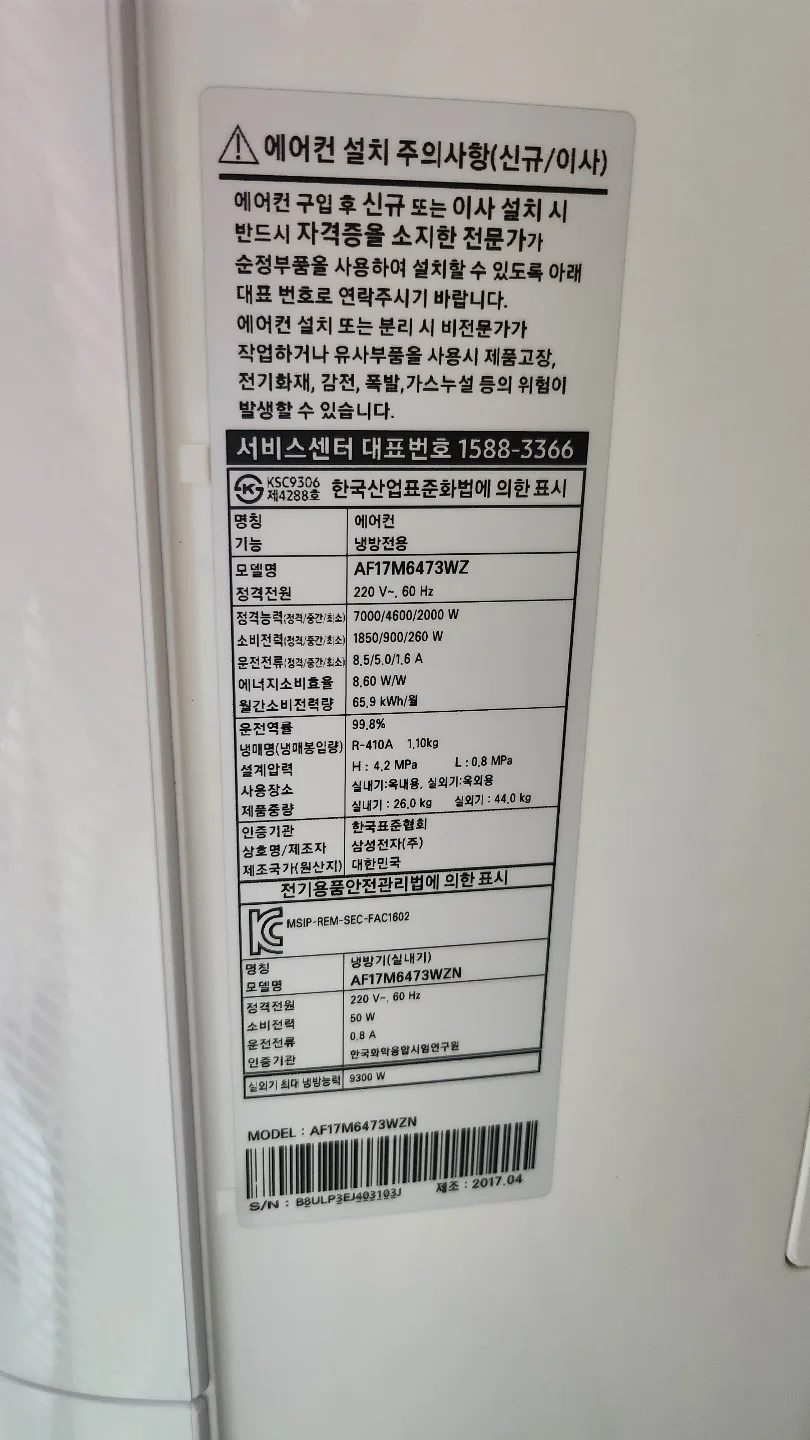 에어컨 설치 주의사항(신규/이사)
에어컨 구입 후 신규 또는 이사 설치 시
반드시 자격증을 소지한 전문가가
순정부품을 사용하여 설치할 수 있도록 아래
대표 번호로 연락주시기 바랍니다.
에어컨 설치 또는 분리 시 비전문가가
작업하거나 유사부품을 사용시 제품고장,
전기화재, 감전, 폭발,가스누설 등의 위험이
발생할 수 있습니다.
서비스센터 대표번호 1588-3366
KSC9306
제4288호 한국산업표준화법에 의한 표시
명칭 에어컨
기능 냉방전용
모델명 AF17M6473WZ
정격전원 220 V~, 60 Hz
정격능력(정격/중간/최소) 7000/4600/2000 W
소비전력(정격/중간/최소) 1850/900/260 W
운전전류(정격/중간/최소) 8.5/5.0/1.6 A
에너지소비효율 8.60 W/W
월간소비전력량 65.9 kWh/월
운전역률 99.8%
냉매명(냉매봉입량) R-410A 1.10kg
설계압력 H : 4.2 MPa L : 0.8 MPa
사용장소 실내기:옥내용, 실외기:옥외용
제품중량 실내기 : 26.0 kg 실외기 : 44.0 kg
인증기관 한국표준협회
상호명/제조자 삼성전자(주)
제조국가(원산지) 대한민국
전기용품안전관리법에 의한 표시
MSIP-REM-SEC-FAC1602
명칭 냉방기(실내기)
모델명 AF17M6473WZN
정격전원 220 V~, 60 Hz
소비전력 50 W
운전전류 0.8 A
인증기관 한국화학융합시험연구원
실외기 최대 냉방능력 9300 W
MODEL : AF17M6473WZN
S/N : B8ULP3EJ403103J 제조 : 2017.04